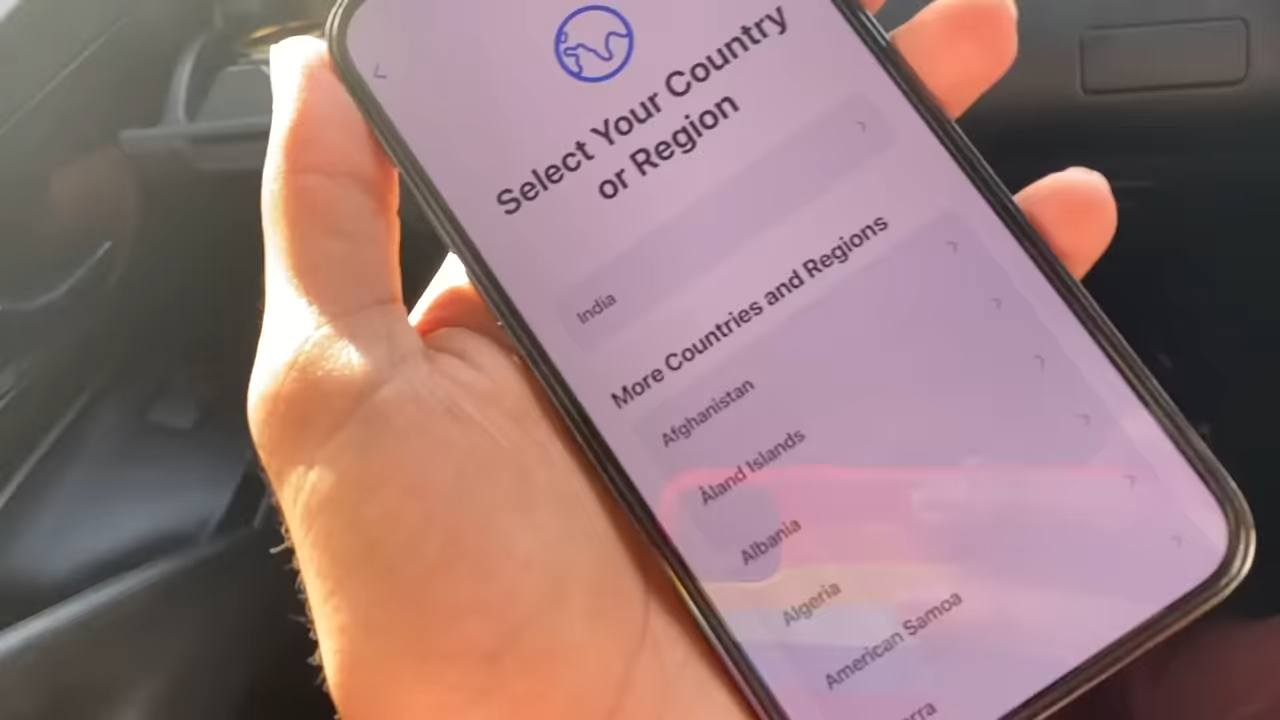 Select Your Country
or Region
India
More Countries and Regions
Afghanistan
Åland Islands
Albania
Algeria
American Samoa